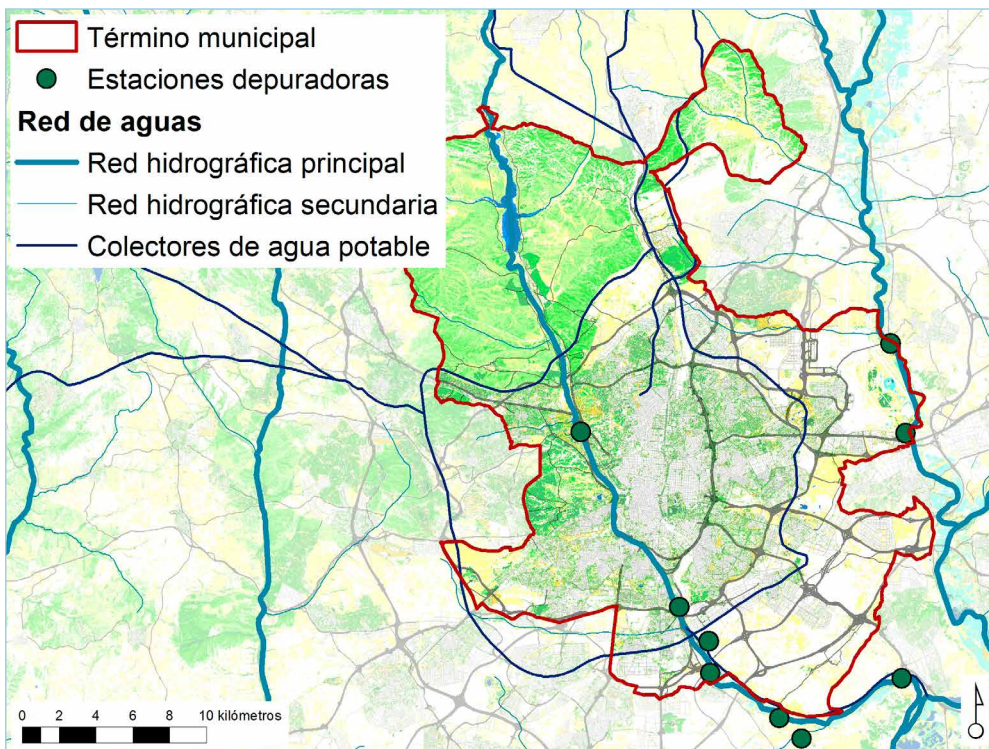 Término municipal
Estaciones depuradoras
Red de aguas
Red hidrográfica principal
Red hidrográfica secundaria
Colectores de agua potable
0 2 4 6 8 10 kilómetros